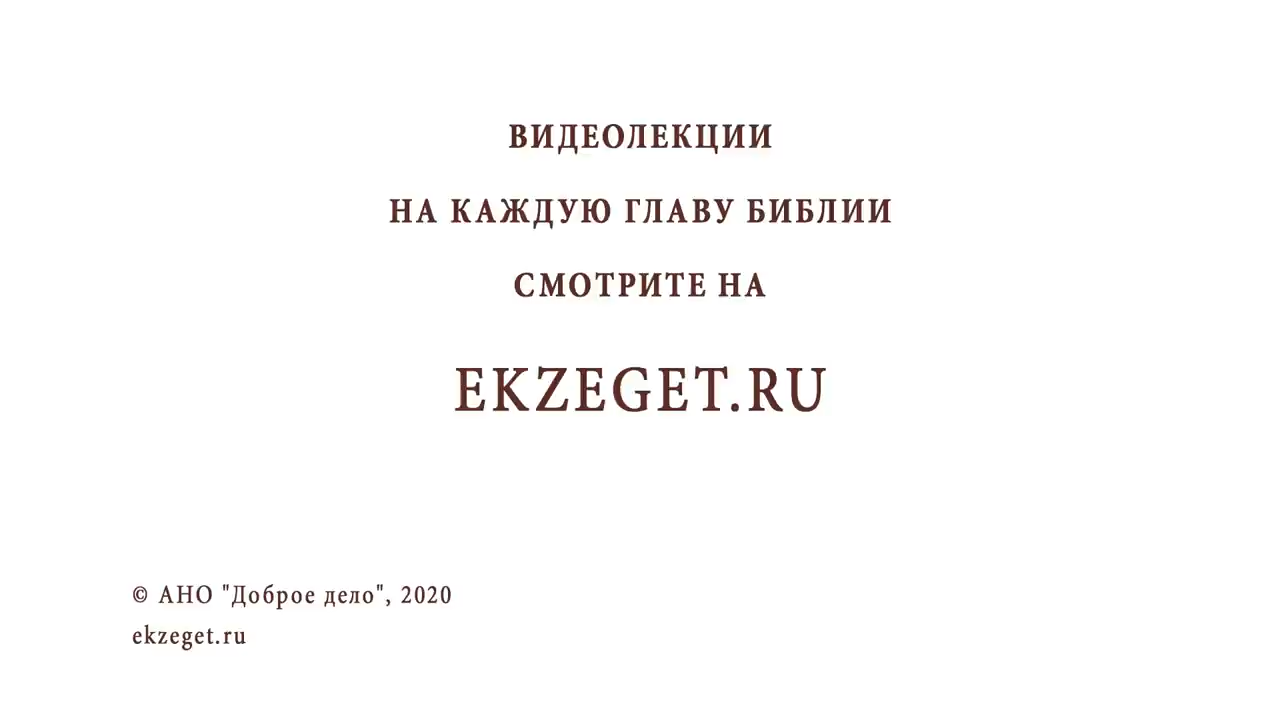 ВИДЕОЛЕКЦИИ
НА КАЖДУЮ ГЛАВУ БИБЛИИ
СМОТРИТЕ НА
EKZEGET.RU
© АНО "Доброе дело", 2020
ekzeget.ru